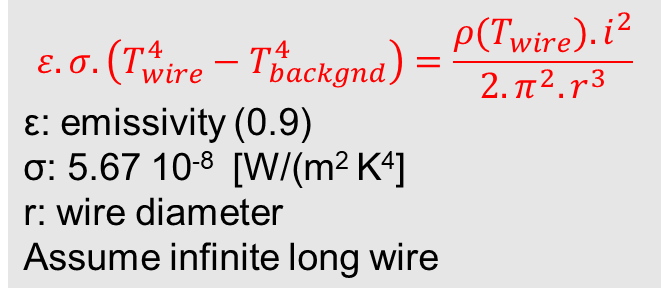 ε. σ. (T⁴wire − T⁴backgnd) = ρ(Twire). i² / 2. π². r³
ε: emissivity (0.9)
σ: 5.67 10⁻⁸ [W/(m² K⁴]
r: wire diameter
Assume infinite long wire